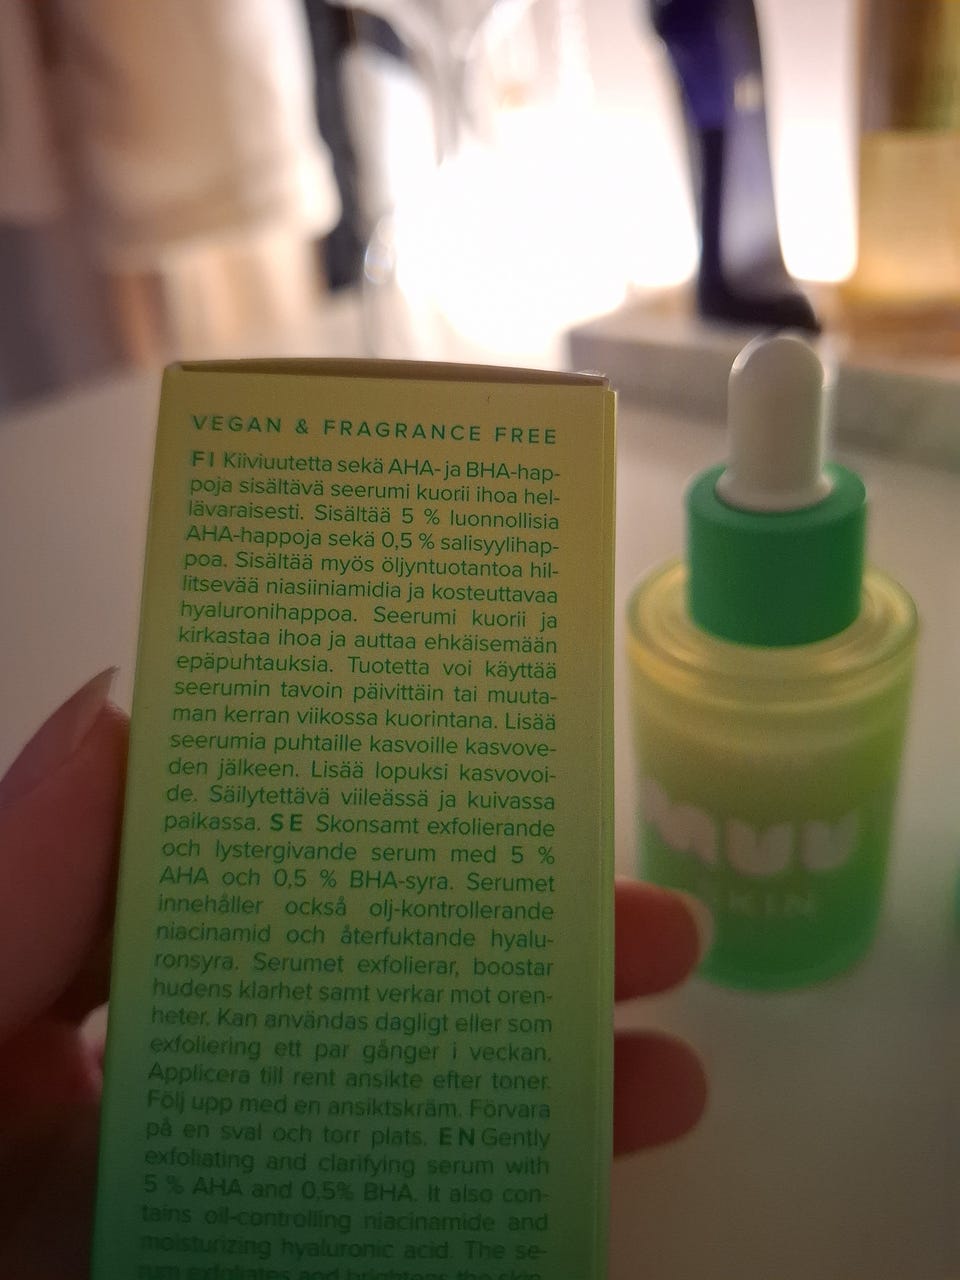 VEGAN & FRAGRANCE FREE
FI Kiiviuutetta sekä AHA- ja BHA-hap-
poja sisältävä seerumi kuorii ihoa hel-
lävaraisesti. Sisältää 5 % luonnollisia
AHA-happoja sekä 0,5 % salisyylihap-
poa. Sisältää myös öljyntuotantoa hil-
litsevää niasiiniamidia ja kosteuttavaa
hyaluronihappoa. Seerumi kuorii ja
kirkastaa ihoa ja auttaa ehkäisemään
epäpuhtauksia. Tuotetta voi käyttää
seerumin tavoin päivittäin tai muuta-
man kerran viikossa kuorintana. Lisää
seerumia puhtaille kasvoille kasvove-
den jälkeen. Lisää lopuksi kasvovoi-
de. Säilytettävä viileässä ja kuivassa
paikassa. SE Skonsamt exfolierande
och lystergivande serum med 5 %
AHA och 0,5 % BHA-syra. Serumet
innehåller också olj-kontrollerande
niacinamid och återfuktande hyalu-
ronsyra. Serumet exfolierar, boostar
hudens klarhet samt verkar mot oren-
heter. Kan användas dagligt eller som
exfoliering ett par gånger i veckan.
Applicera till rent ansikte efter toner.
Följ upp med en ansiktskräm. Förvara
på en sval och torr plats. EN Gently
exfoliating and clarifying serum with
5 % AHA and 0,5% BHA. It also con-
tains oil-controlling niacinamide and
moisturizing hyaluronic acid. The se-
rum exfoliates and brightens the skin
muu
SKIN